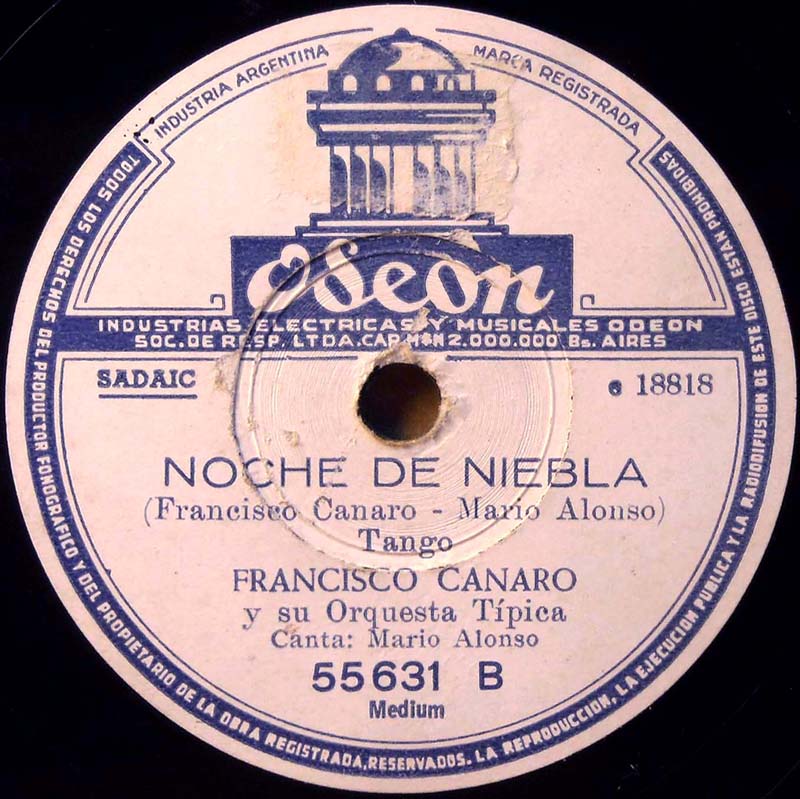 INDUSTRIA ARGENTINA
MARCA REGISTRADA
Odeon
INDUSTRIAS ELECTRICAS Y MUSICALES ODEON
SOC. DE RESP. LTDA. CAP. M$N 2.000.000 Bs. AIRES
SADAIC
e 18818
NOCHE DE NIEBLA
(Francisco Canaro - Mario Alonso)
Tango
FRANCISCO CANARO
y su Orquesta Típica
Canta: Mario Alonso
55631 B
Medium
TODOS LOS DERECHOS DEL PRODUCTOR FONOGRÁFICO Y DEL PROPIETARIO DE LA OBRA REGISTRADA, RESERVADOS. LA REPRODUCCION, LA EJECUCION PUBLICA Y LA RADIODIFUSION DE ESTE DISCO ESTAN PROHIBIDAS